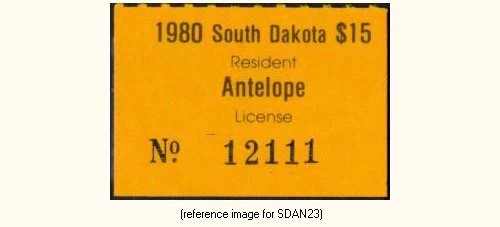 1980 South Dakota $15
Resident
Antelope
License
No. 12111
(reference image for SDAN23)